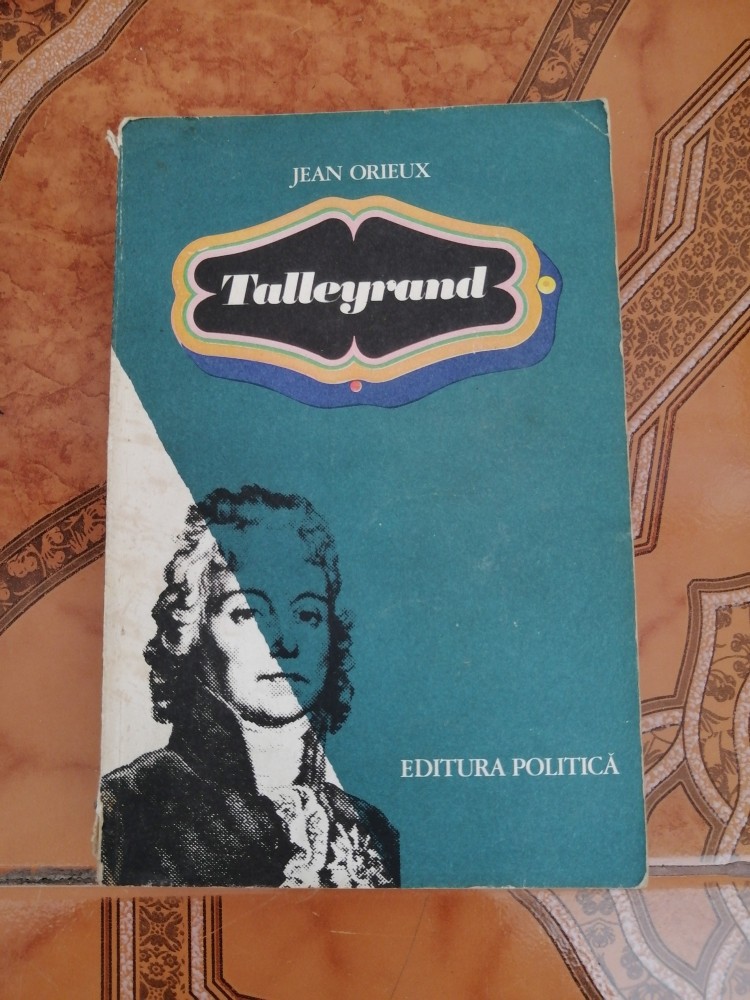 JEAN ORIEUX
Talleyrand
EDITURA POLITICĂ